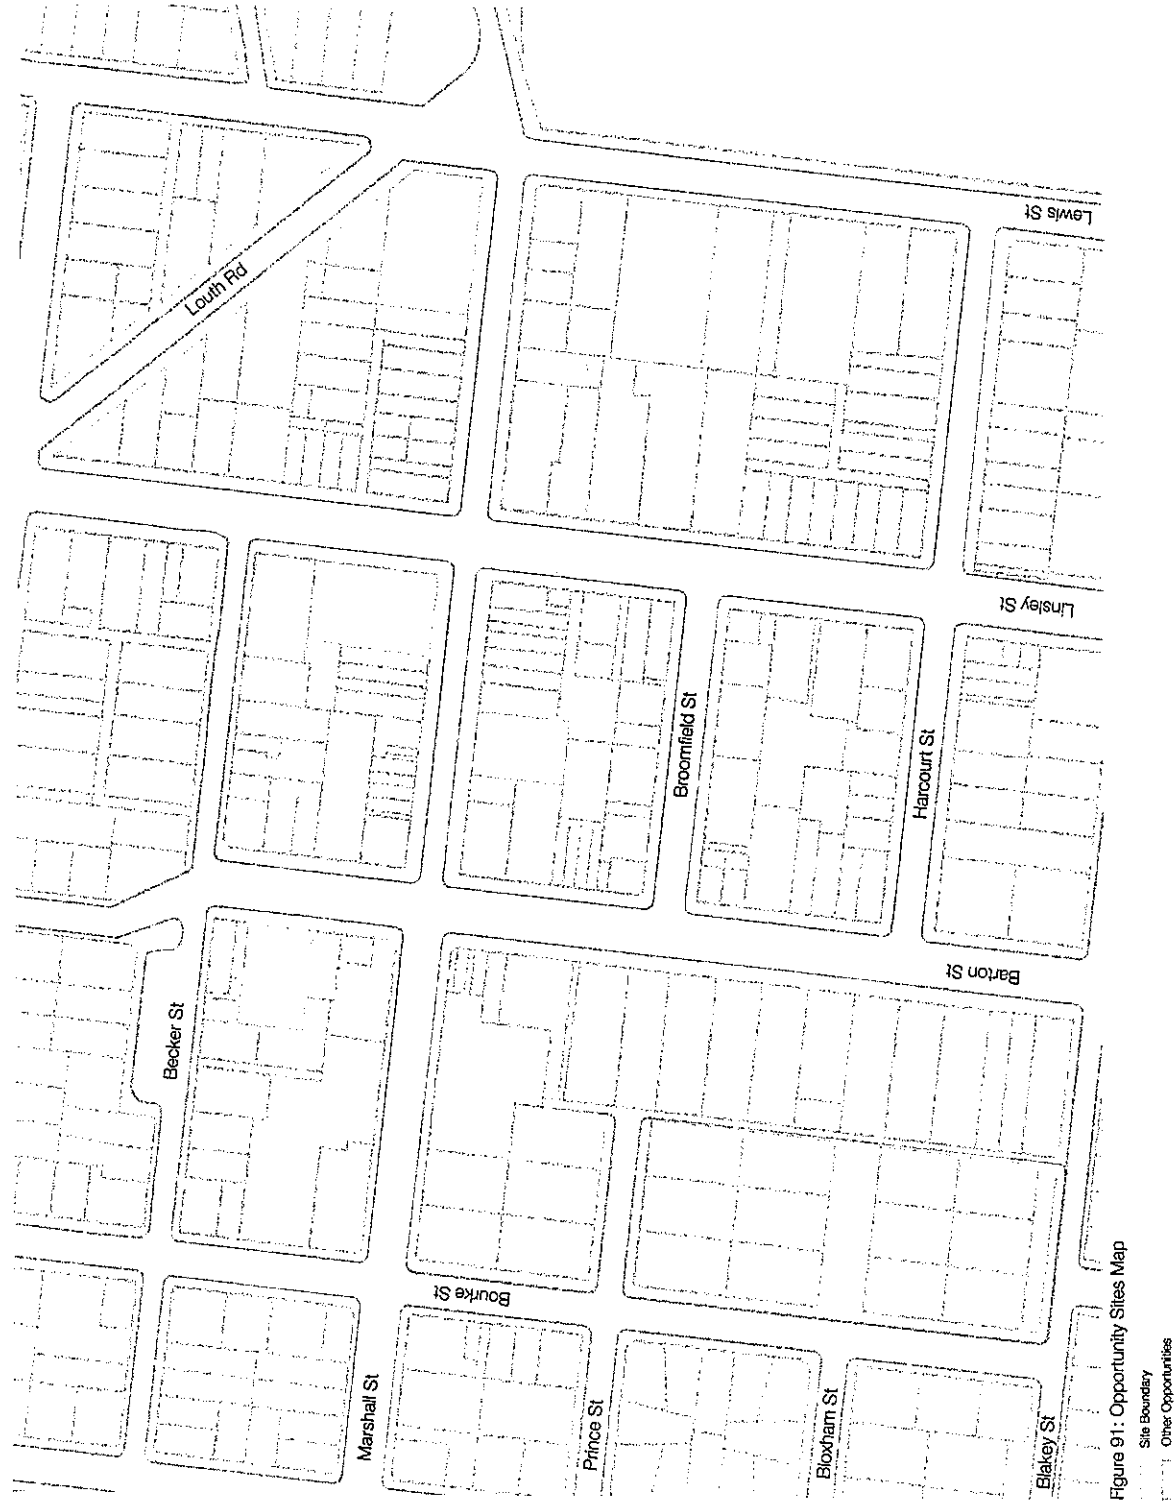 Lewis St
Louth Rd
Linsley St
Broomfield St
Harcourt St
Barton St
Becker St
Bourke St
Marshall St
Prince St
Bloxham St
Blakey St
Figure 91: Opportunity Sites Map
Site Boundary
Other Opportunities